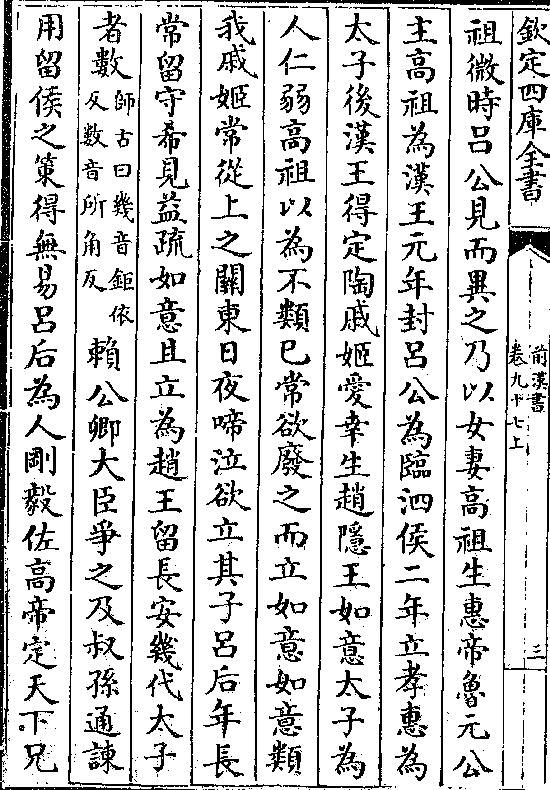 欽定四庫全書
前漢書
卷九十七上
三
祖微時呂公見而異之乃以女妻高祖生惠帝魯元公
主高祖為漢王元年封呂公為臨泗侯二年立孝惠為
太子後漢王得定陶戚姬愛幸生趙隱王如意太子為
人仁弱高祖以為不類己常欲廢之而立如意如意類
我戚姬常從上之關東日夜啼泣欲立其子呂后年長
常留守希見益疏如意且立為趙王留長安幾代太子
者數師古曰幾音鉅依反數音所角反賴公卿大臣爭之及叔孫通諫
用留侯之策得無易呂后為人剛毅佐高帝定天下兄